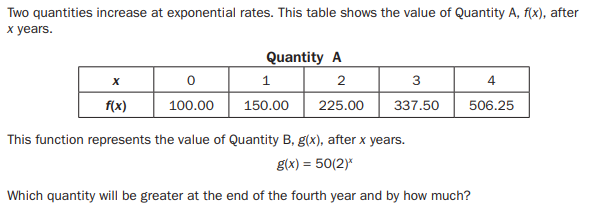 Two quantities increase at exponential rates. This table shows the value of Quantity A, f(x), after
x years.
Quantity A
x 0 1 2 3 4
f(x) 100.00 150.00 225.00 337.50 506.25
This function represents the value of Quantity B, g(x), after x years.
g(x) = 50(2)ˣ
Which quantity will be greater at the end of the fourth year and by how much?